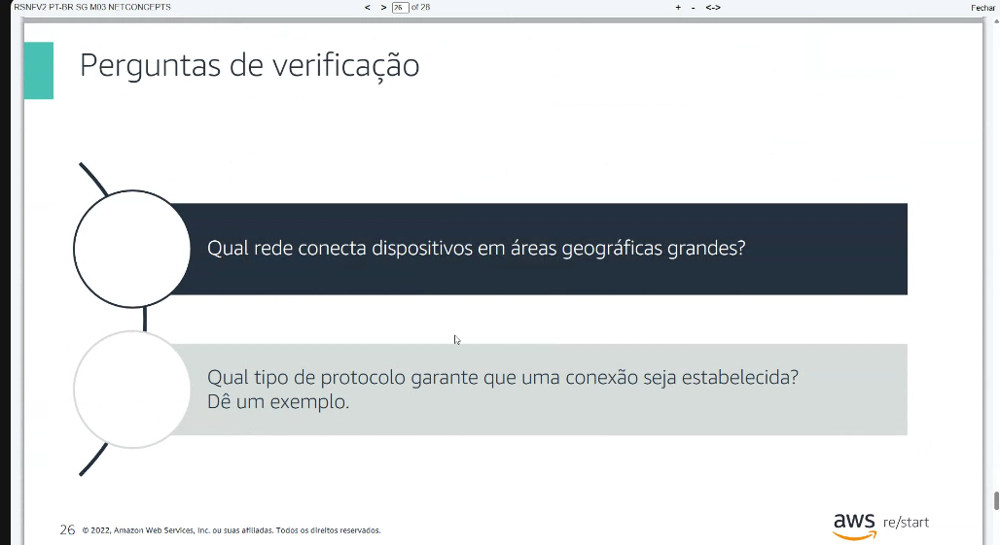 RSNFV2 PT-BR SG M03 NETCONCEPTS < > 26 of 28 + - <-> Fechar
Perguntas de verificação
Qual rede conecta dispositivos em áreas geográficas grandes?
Qual tipo de protocolo garante que uma conexão seja estabelecida?
Dê um exemplo.
26 © 2022, Amazon Web Services, Inc. ou suas afiliadas. Todos os direitos reservados.
aws re/start